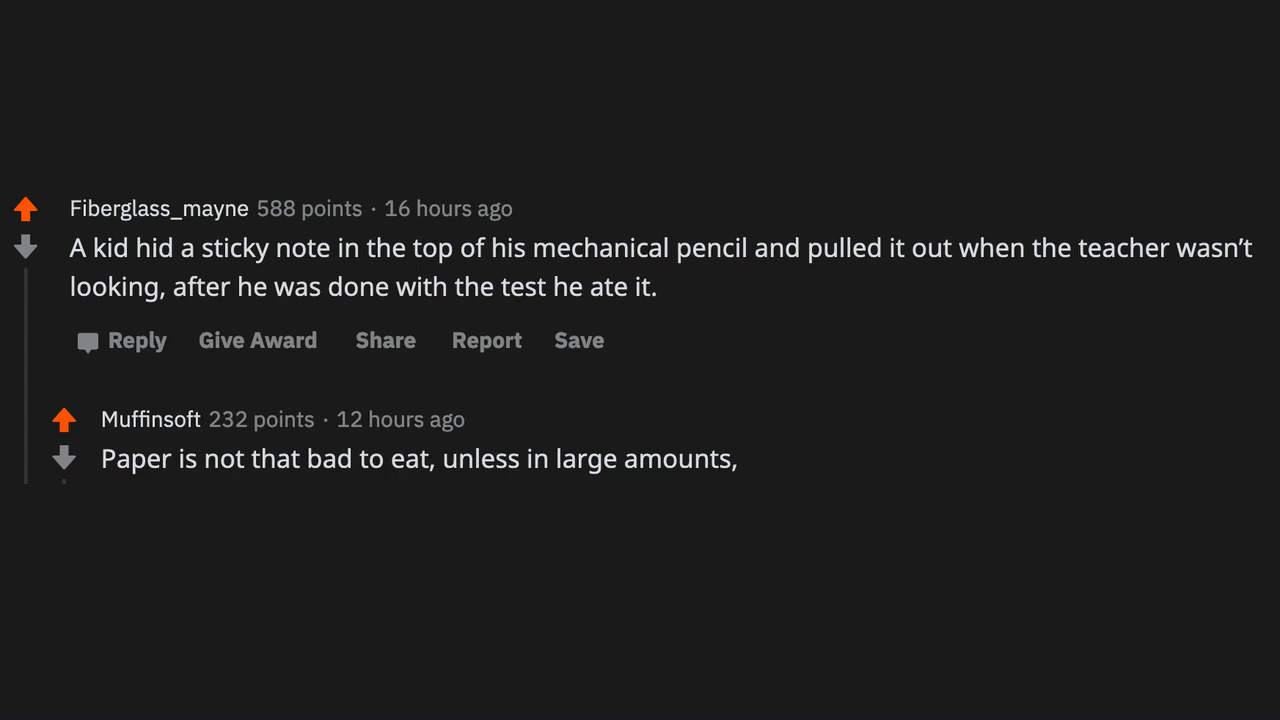 Fiberglass_mayne 588 points · 16 hours ago
A kid hid a sticky note in the top of his mechanical pencil and pulled it out when the teacher wasn’t
looking, after he was done with the test he ate it.
Reply Give Award Share Report Save
Muffinsoft 232 points · 12 hours ago
Paper is not that bad to eat, unless in large amounts,